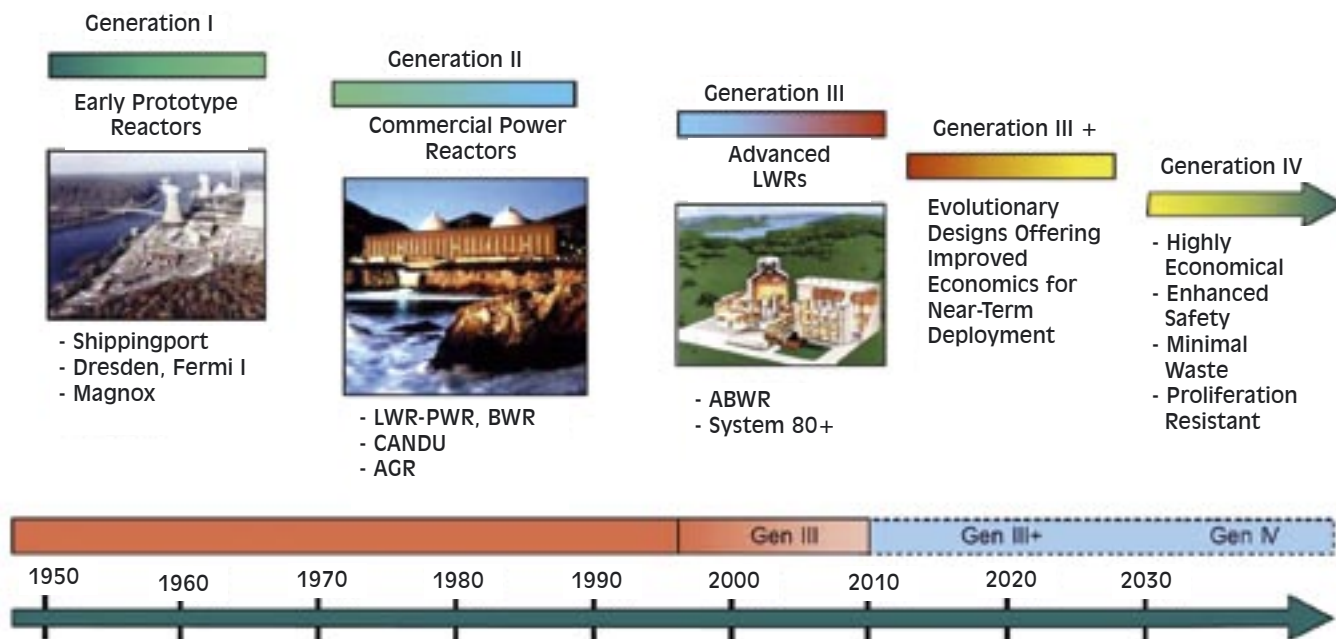 Generation I
Early Prototype
Reactors
- Shippingport
- Dresden, Fermi I
- Magnox
Generation II
Commercial Power
Reactors
- LWR-PWR, BWR
- CANDU
- AGR
Generation III
Advanced
LWRs
- ABWR
- System 80+
Generation III +
Evolutionary
Designs Offering
Improved
Economics for
Near-Term
Deployment
Generation IV
- Highly
Economical
- Enhanced
Safety
- Minimal
Waste
- Proliferation
Resistant
Gen III
Gen III+
Gen IV
1950
1960
1970
1980
1990
2000
2010
2020
2030